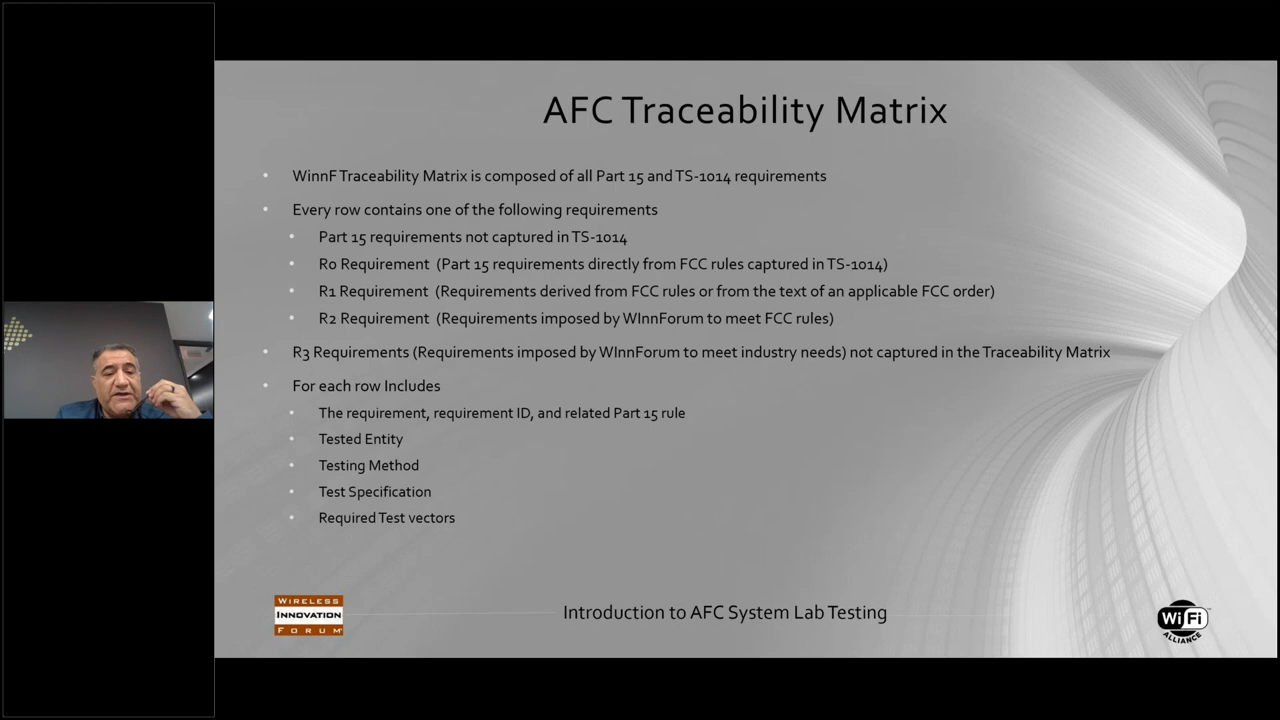 AFC Traceability Matrix
• WinnF Traceability Matrix is composed of all Part 15 and TS-1014 requirements
• Every row contains one of the following requirements
• Part 15 requirements not captured in TS-1014
• R0 Requirement (Part 15 requirements directly from FCC rules captured in TS-1014)
• R1 Requirement (Requirements derived from FCC rules or from the text of an applicable FCC order)
• R2 Requirement (Requirements imposed by WInnForum to meet FCC rules)
• R3 Requirements (Requirements imposed by WInnForum to meet industry needs) not captured in the Traceability Matrix
• For each row Includes
• The requirement, requirement ID, and related Part 15 rule
• Tested Entity
• Testing Method
• Test Specification
• Required Test vectors
WIRELESS
INNOVATION
FORUM
Introduction to AFC System Lab Testing
Wi Fi
ALLIANCE